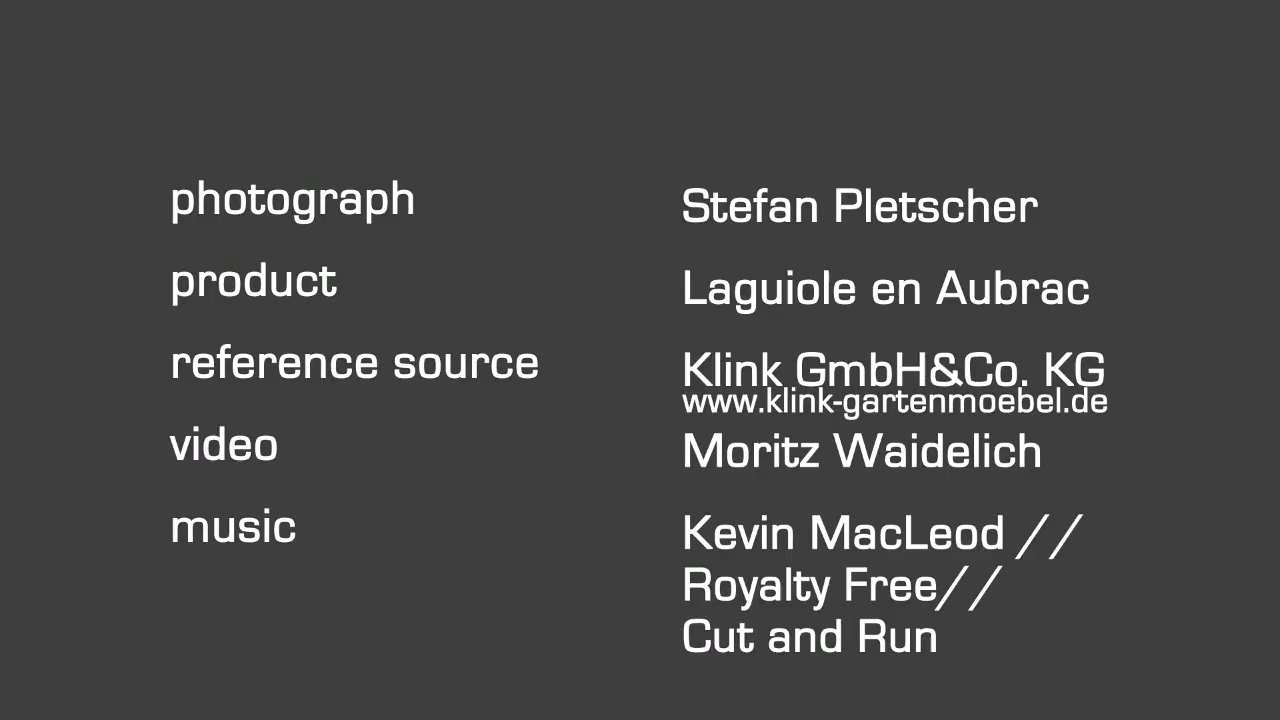 photograph
Stefan Pletscher
product
Laguiole en Aubrac
reference source
Klink GmbH&Co. KG
www.klink-gartenmoebel.de
video
Moritz Waidelich
music
Kevin MacLeod //
Royalty Free//
Cut and Run